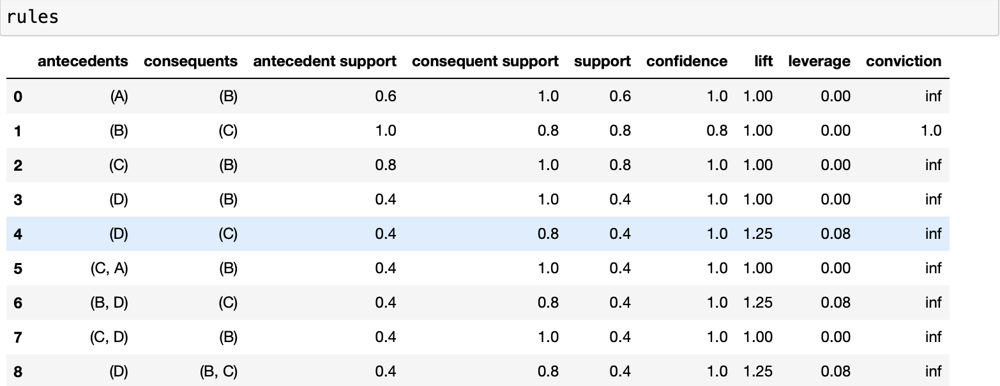 rules
antecedents consequents antecedent support consequent support support confidence lift leverage conviction
0 (A) (B) 0.6 1.0 0.6 1.0 1.00 0.00 inf
1 (B) (C) 1.0 0.8 0.8 0.8 1.00 0.00 1.0
2 (C) (B) 0.8 1.0 0.8 1.0 1.00 0.00 inf
3 (D) (B) 0.4 1.0 0.4 1.0 1.00 0.00 inf
4 (D) (C) 0.4 0.8 0.4 1.0 1.25 0.08 inf
5 (C, A) (B) 0.4 1.0 0.4 1.0 1.00 0.00 inf
6 (B, D) (C) 0.4 0.8 0.4 1.0 1.25 0.08 inf
7 (C, D) (B) 0.4 1.0 0.4 1.0 1.00 0.00 inf
8 (D) (B, C) 0.4 0.8 0.4 1.0 1.25 0.08 inf